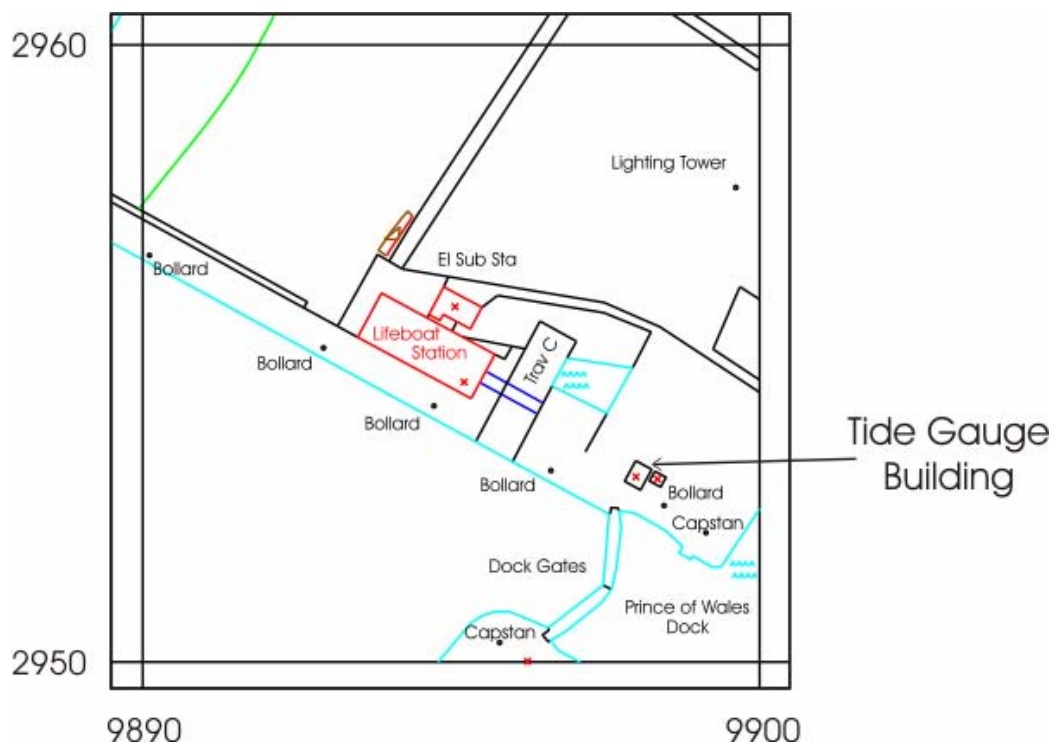 2960
Lighting Tower
El Sub Sta
Bollard
Lifeboat
Station
Trav C
Bollard
Bollard
Tide Gauge
Building
Bollard
Bollard
Capstan
Dock Gates
Prince of Wales
Dock
Capstan
2950
9890
9900